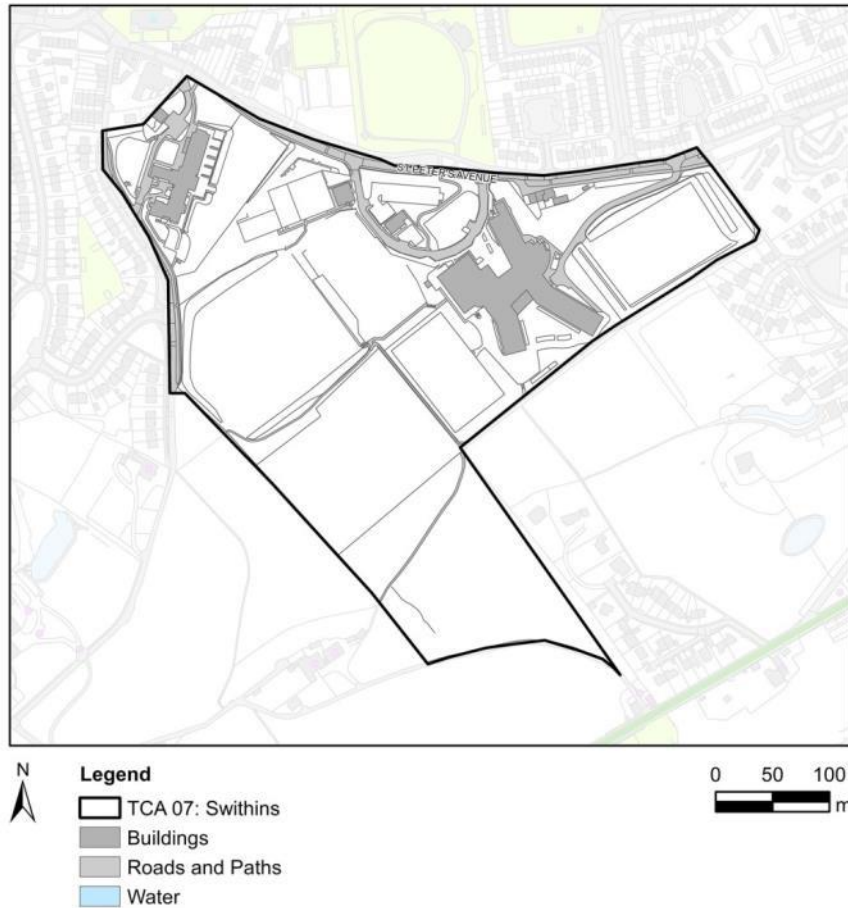 ST PETER'S AVENUE
N
Legend
TCA 07: Swithins
Buildings
Roads and Paths
Water
0 50 100
m